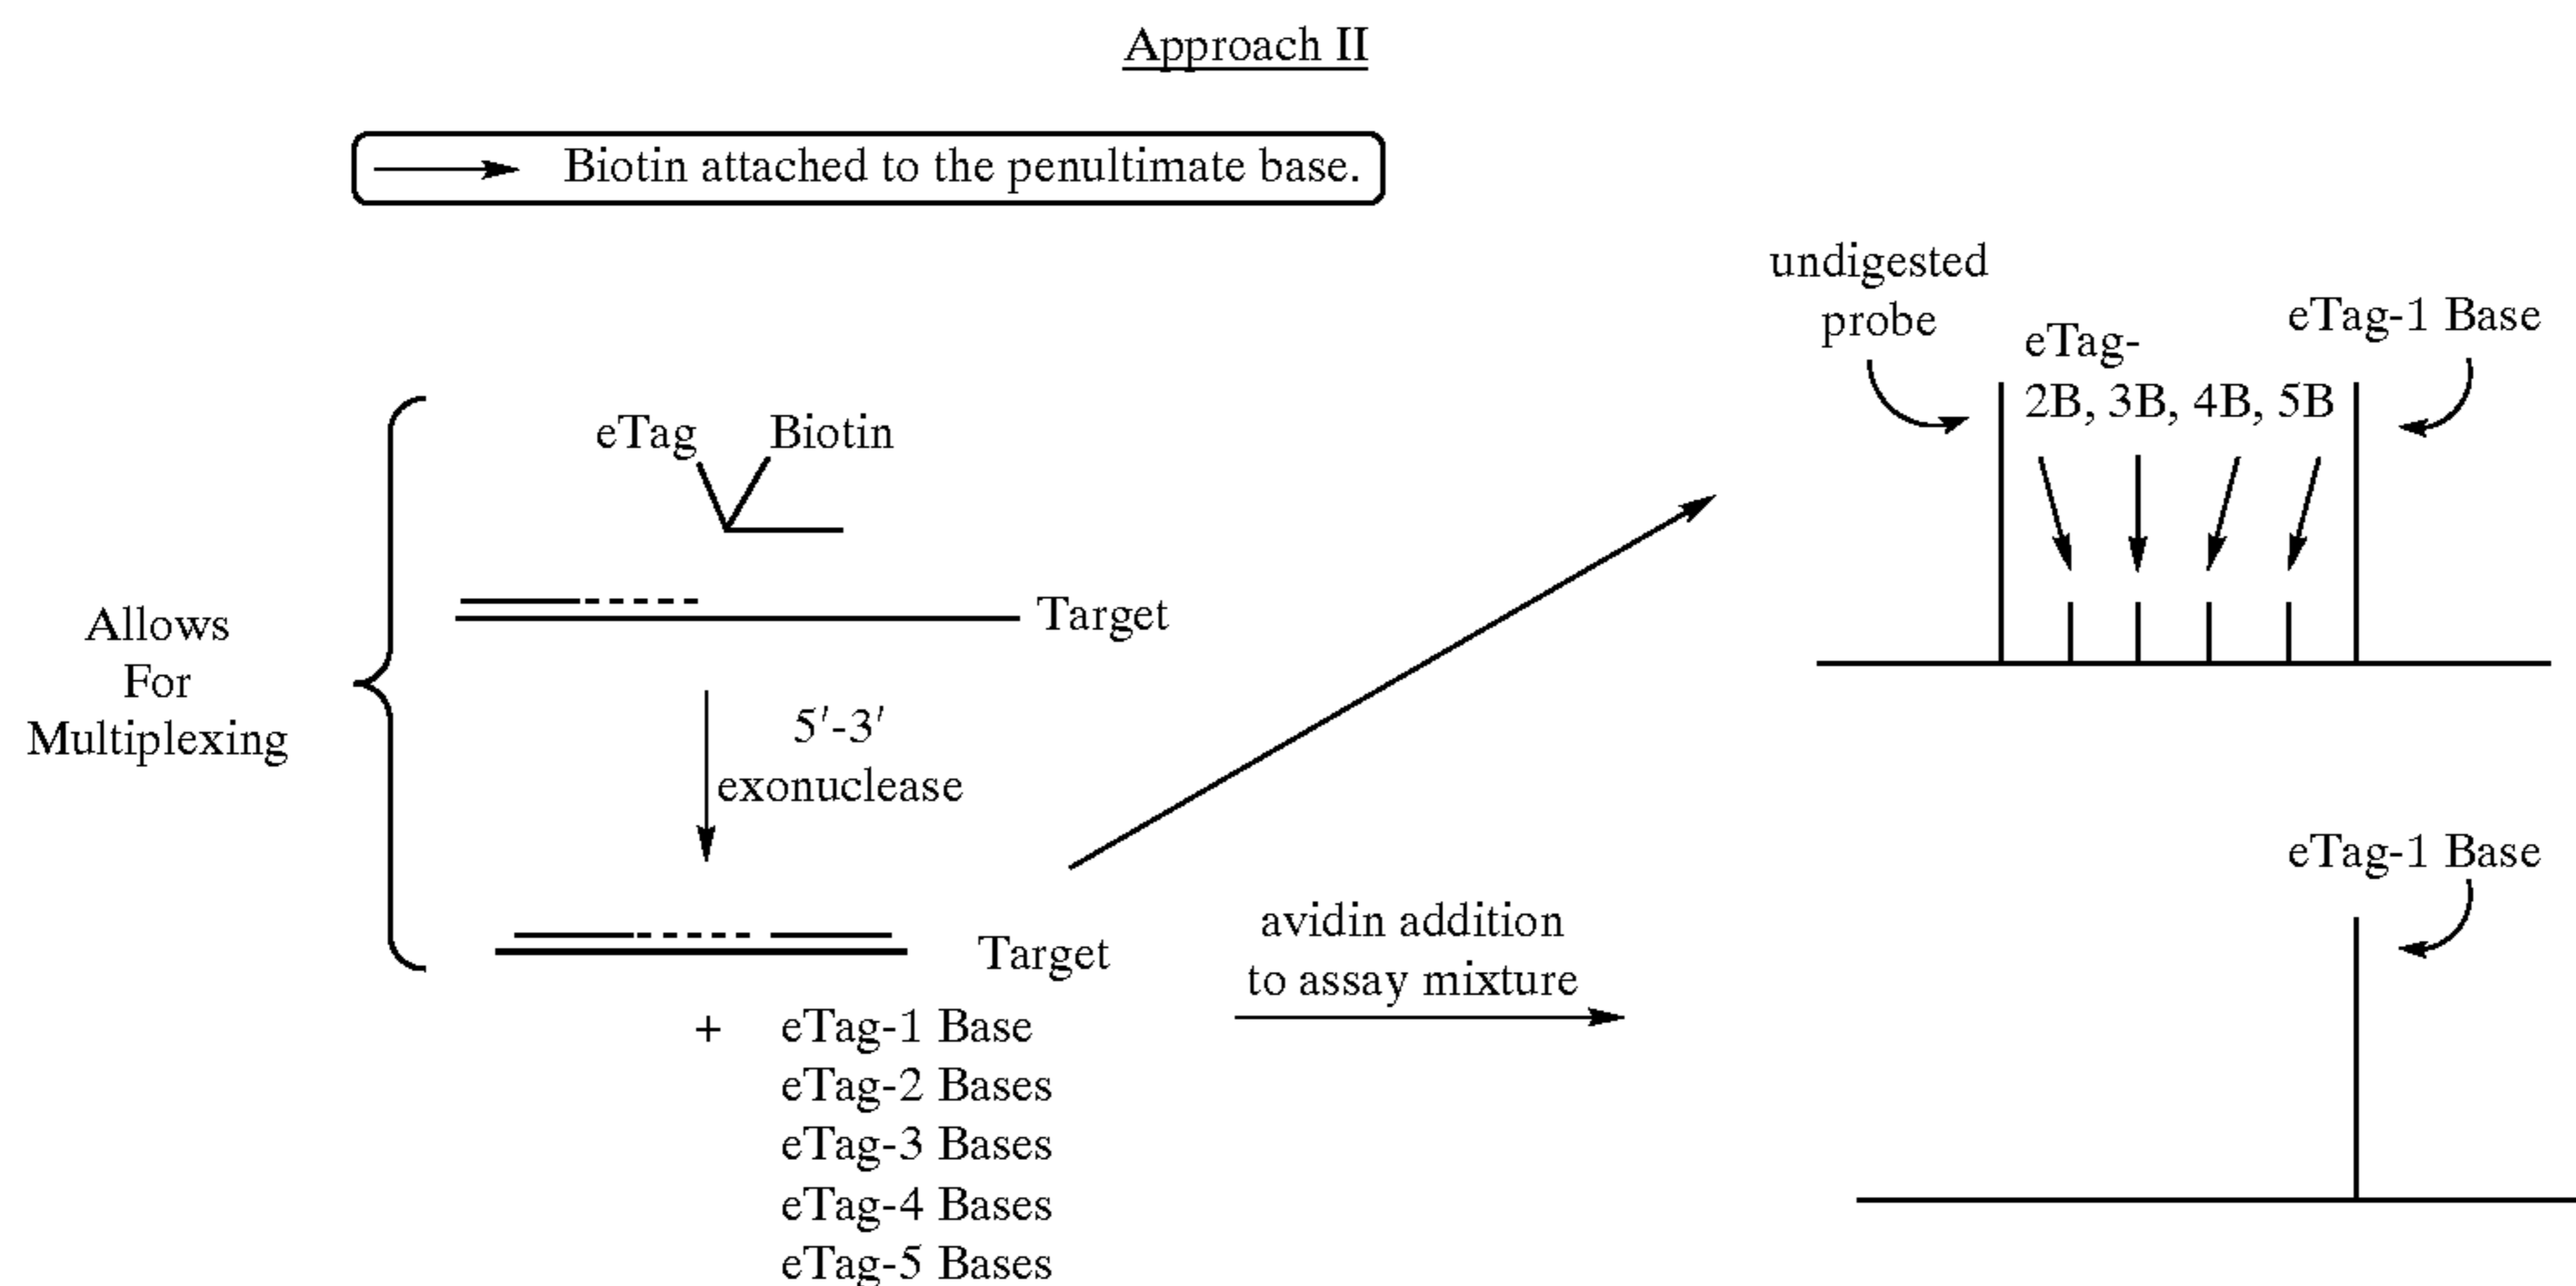 Approach II
Biotin attached to the penultimate base.
Allows
For
Multiplexing
eTag
Biotin
Target
5'-3'
exonuclease
Target
+ eTag-1 Base
eTag-2 Bases
eTag-3 Bases
eTag-4 Bases
eTag-5 Bases
avidin addition
to assay mixture
undigested
probe
eTag-
2B, 3B, 4B, 5B
eTag-1 Base
eTag-1 Base